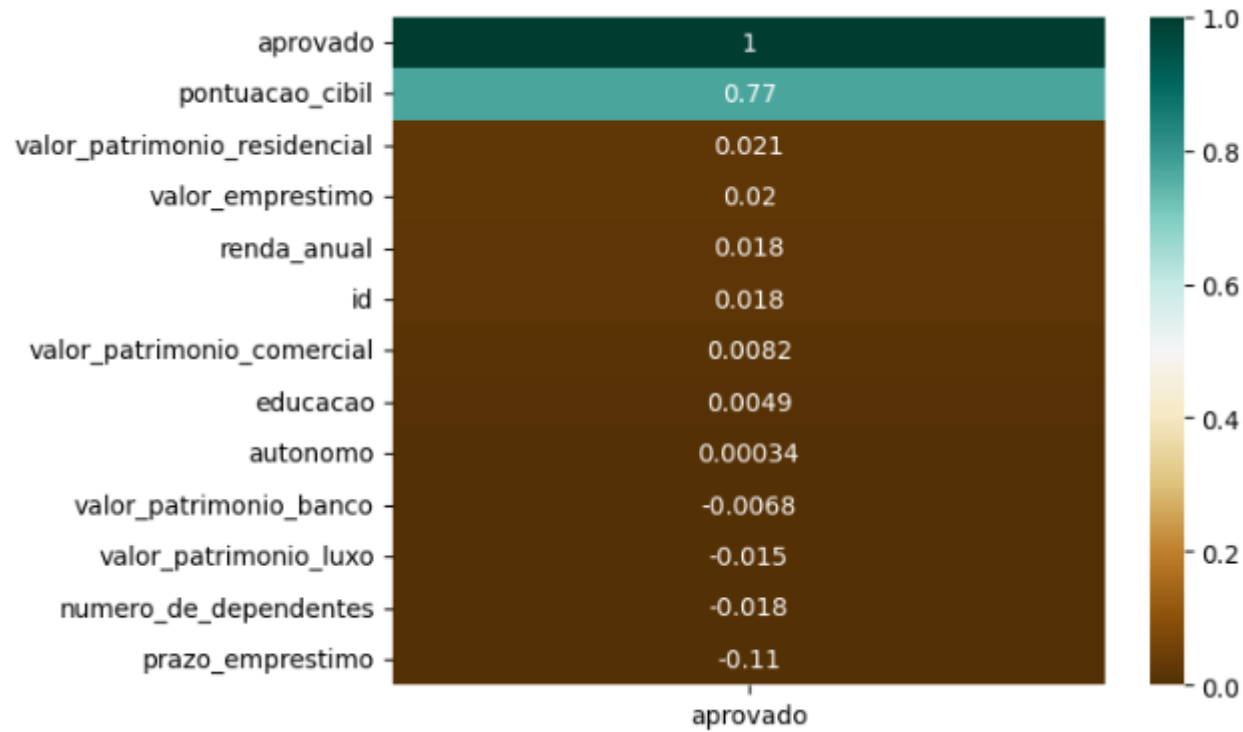 aprovado 1
pontuacao_cibil 0.77
valor_patrimonio_residencial 0.021
valor_emprestimo 0.02
renda_anual 0.018
id 0.018
valor_patrimonio_comercial 0.0082
educacao 0.0049
autonomo 0.00034
valor_patrimonio_banco -0.0068
valor_patrimonio_luxo -0.015
numero_de_dependentes -0.018
prazo_emprestimo -0.11
aprovado
1.0
0.8
0.6
0.4
0.2
0.0